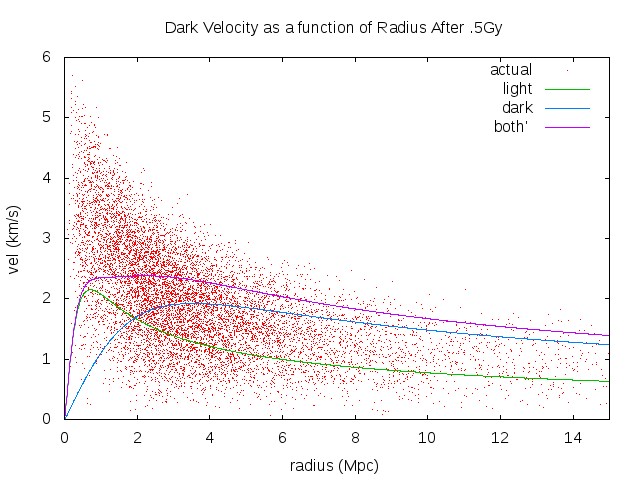 Dark Velocity as a function of Radius After .5Gy
actual
light
dark
both'
vel (km/s)
6
5
4
3
2
1
0
0 2 4 6 8 10 12 14
radius (Mpc)